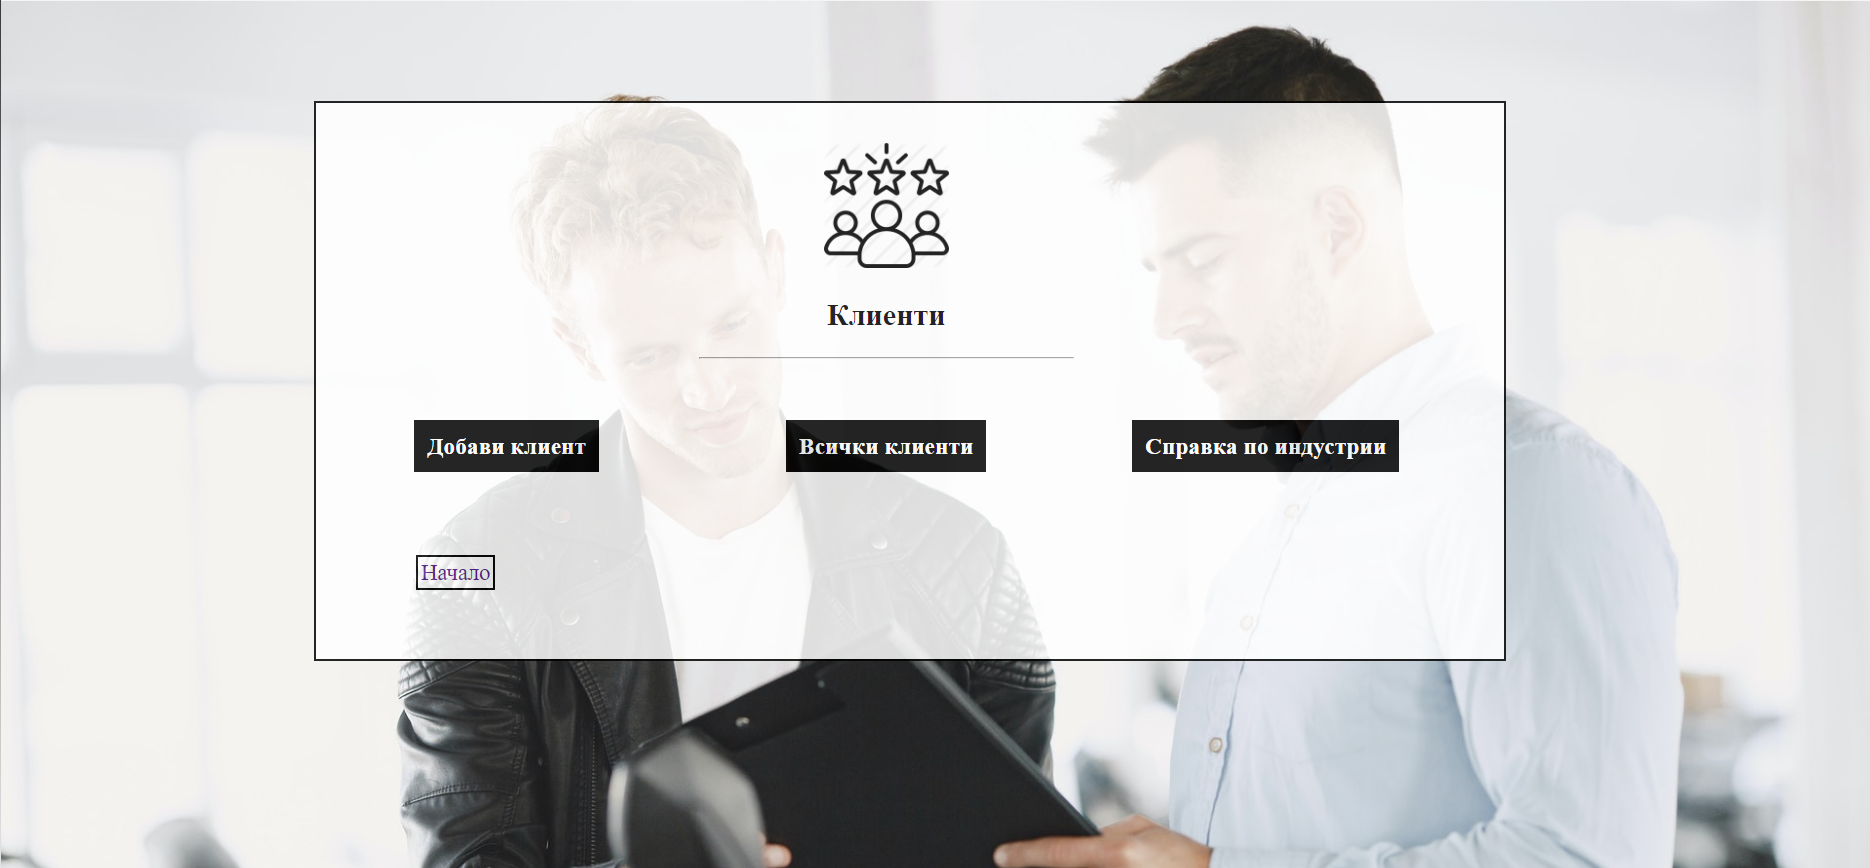 Клиенти
Добави клиент
Всички клиенти
Справка по индустрии
Начало